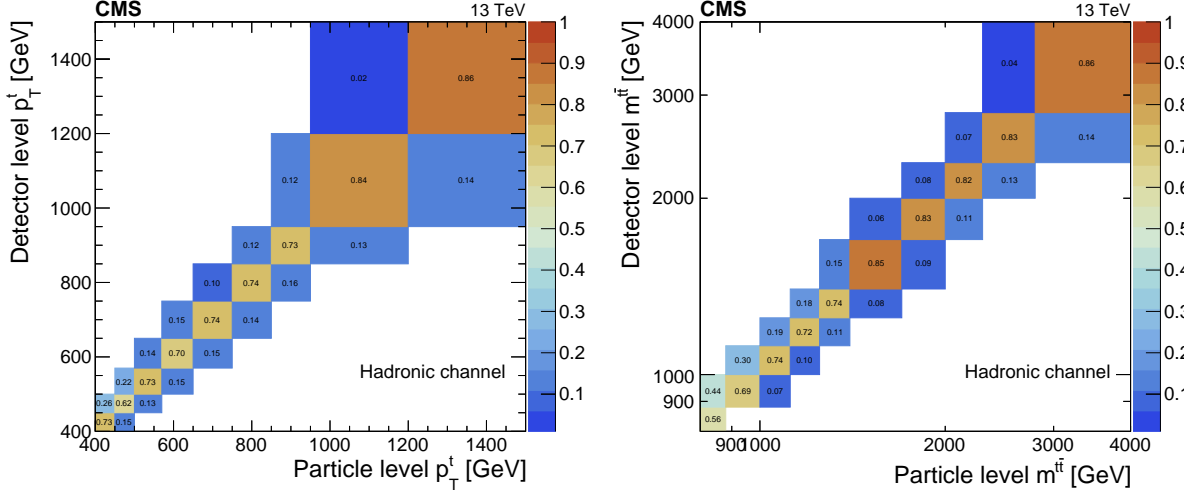 CMS 13 TeV
Detector level p_T^t [GeV]
1400
1200
1000
800
600
400
0.02 0.86
0.12 0.84 0.14
0.12 0.73 0.13
0.10 0.74 0.16
0.15 0.74 0.14
0.14 0.70 0.15
0.22 0.73 0.15
0.26 0.62 0.13
0.73 0.15
Hadronic channel
400 600 800 1000 1200 1400
Particle level p_T^t [GeV]
1
0.9
0.8
0.7
0.6
0.5
0.4
0.3
0.2
0.1
CMS 13 TeV
Detector level m^{tt̄} [GeV]
4000
3000
2000
1000
900
0.04 0.86
0.07 0.83 0.14
0.08 0.82 0.13
0.06 0.83 0.11
0.15 0.85 0.09
0.18 0.74 0.08
0.19 0.72 0.11
0.30 0.74 0.10
0.44 0.69 0.07
0.56
Hadronic channel
900 1000 2000 3000 4000
Particle level m^{tt̄} [GeV]
1
0.9
0.8
0.7
0.6
0.5
0.4
0.3
0.2
0.1